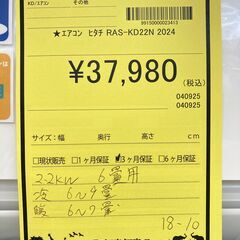 KD/エアコン その他
9915000023413
★エアコン ヒタチ RAS-KD22N 2024
¥37,980
(税込)
040925
040925
サイズ：幅 奥行 高さ cm
□現状販売 □1ヶ月保証 ☑3ヶ月保証 □6ヶ月保証
2.2kw 6畳用
冷 6〜9畳
暖 6〜7畳
18-10